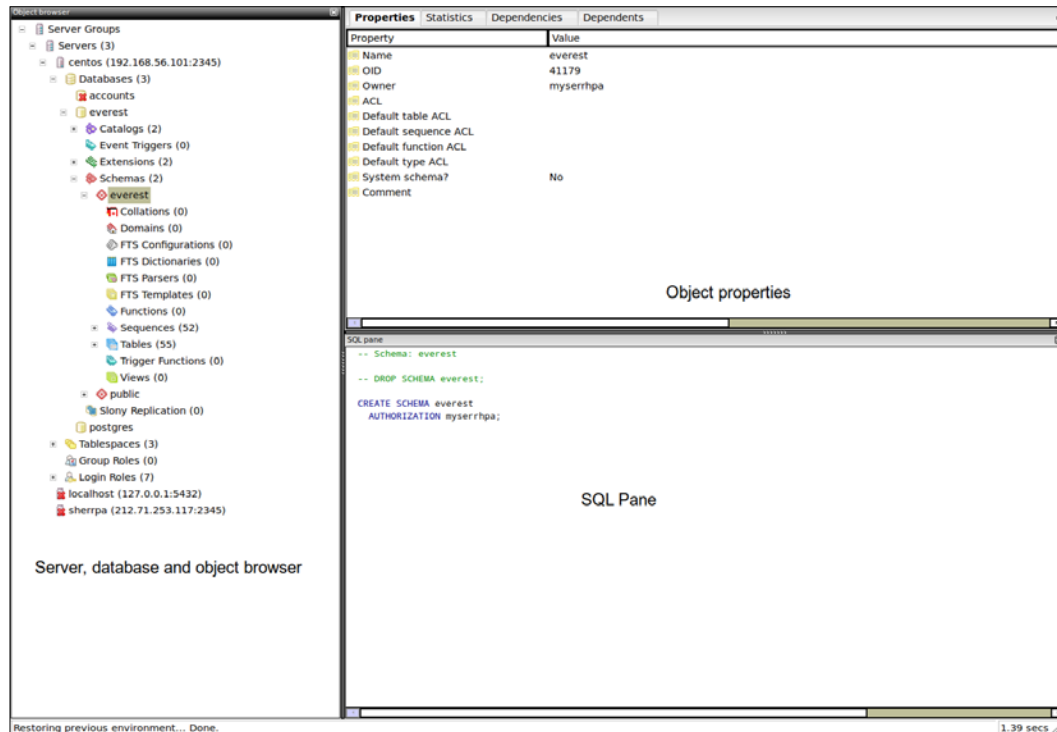 Object browser
Server Groups
Servers (3)
centos (192.168.56.101:2345)
Databases (3)
accounts
everest
Catalogs (2)
Event Triggers (0)
Extensions (2)
Schemas (2)
everest
Collations (0)
Domains (0)
FTS Configurations (0)
FTS Dictionaries (0)
FTS Parsers (0)
FTS Templates (0)
Functions (0)
Sequences (52)
Tables (55)
Trigger Functions (0)
Views (0)
public
Slony Replication (0)
postgres
Tablespaces (3)
Group Roles (0)
Login Roles (7)
localhost (127.0.0.1:5432)
sherrpa (212.71.253.117:2345)
Server, database and object browser
Properties Statistics Dependencies Dependents
Property Value
Name everest
OID 41179
Owner myserrhpa
ACL
Default table ACL
Default sequence ACL
Default function ACL
Default type ACL
System schema? No
Comment
Object properties
SQL pane
-- Schema: everest
-- DROP SCHEMA everest;
CREATE SCHEMA everest
AUTHORIZATION myserrhpa;
SQL Pane
Restoring previous environment... Done. 1.39 secs